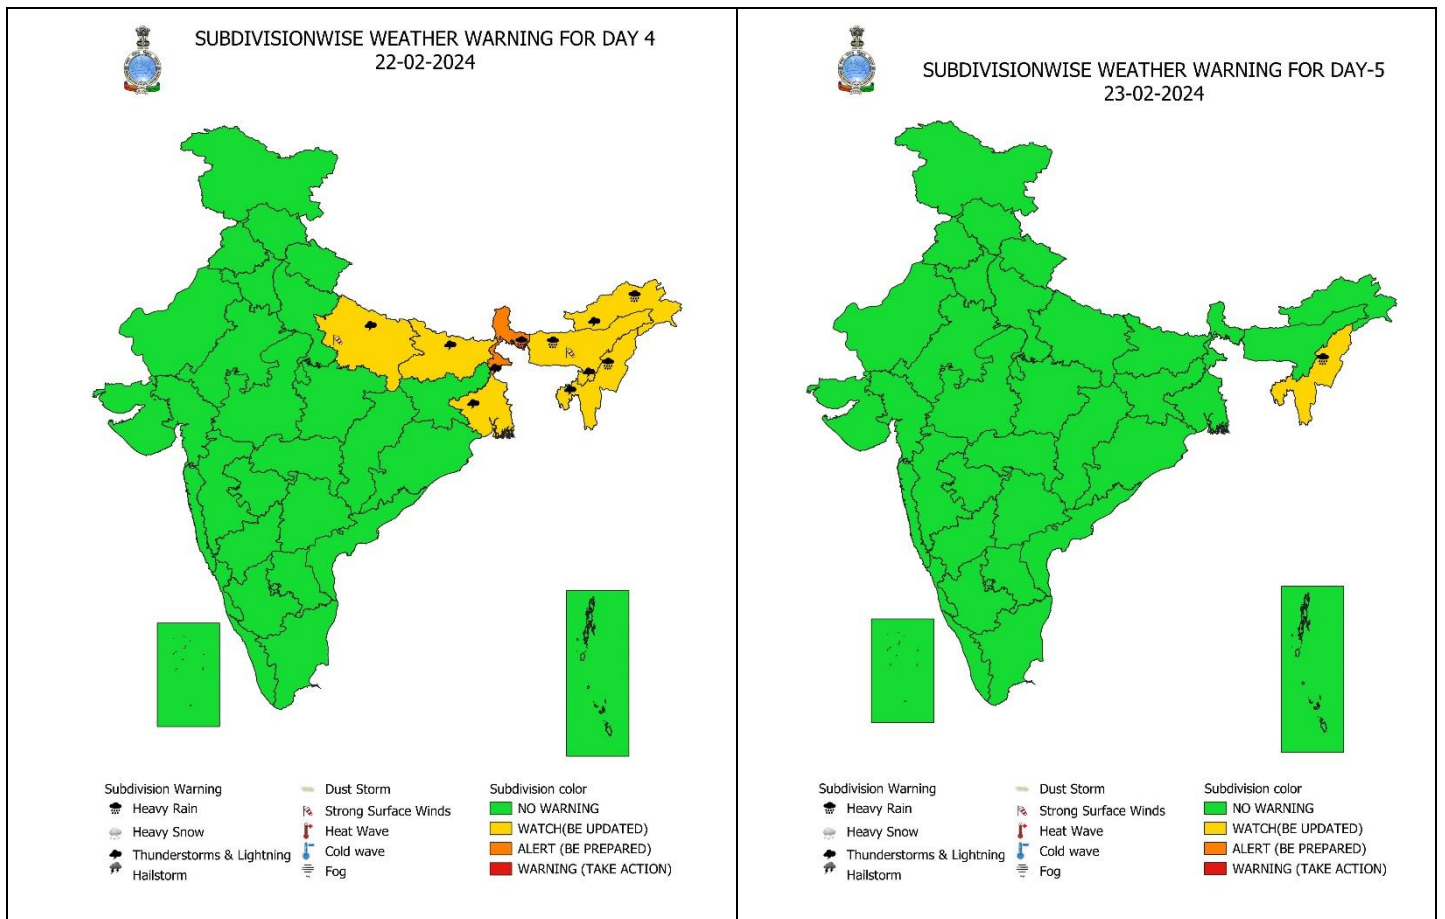 SUBDIVISIONWISE WEATHER WARNING FOR DAY 4
22-02-2024
Subdivision Warning
Heavy Rain
Heavy Snow
Thunderstorms & Lightning
Hailstorm
Dust Storm
Strong Surface Winds
Heat Wave
Cold wave
Fog
Subdivision color
NO WARNING
WATCH(BE UPDATED)
ALERT (BE PREPARED)
WARNING (TAKE ACTION)
SUBDIVISIONWISE WEATHER WARNING FOR DAY-5
23-02-2024
Subdivision Warning
Heavy Rain
Heavy Snow
Thunderstorms & Lightning
Hailstorm
Dust Storm
Strong Surface Winds
Heat Wave
Cold wave
Fog
Subdivision color
NO WARNING
WATCH(BE UPDATED)
ALERT (BE PREPARED)
WARNING (TAKE ACTION)